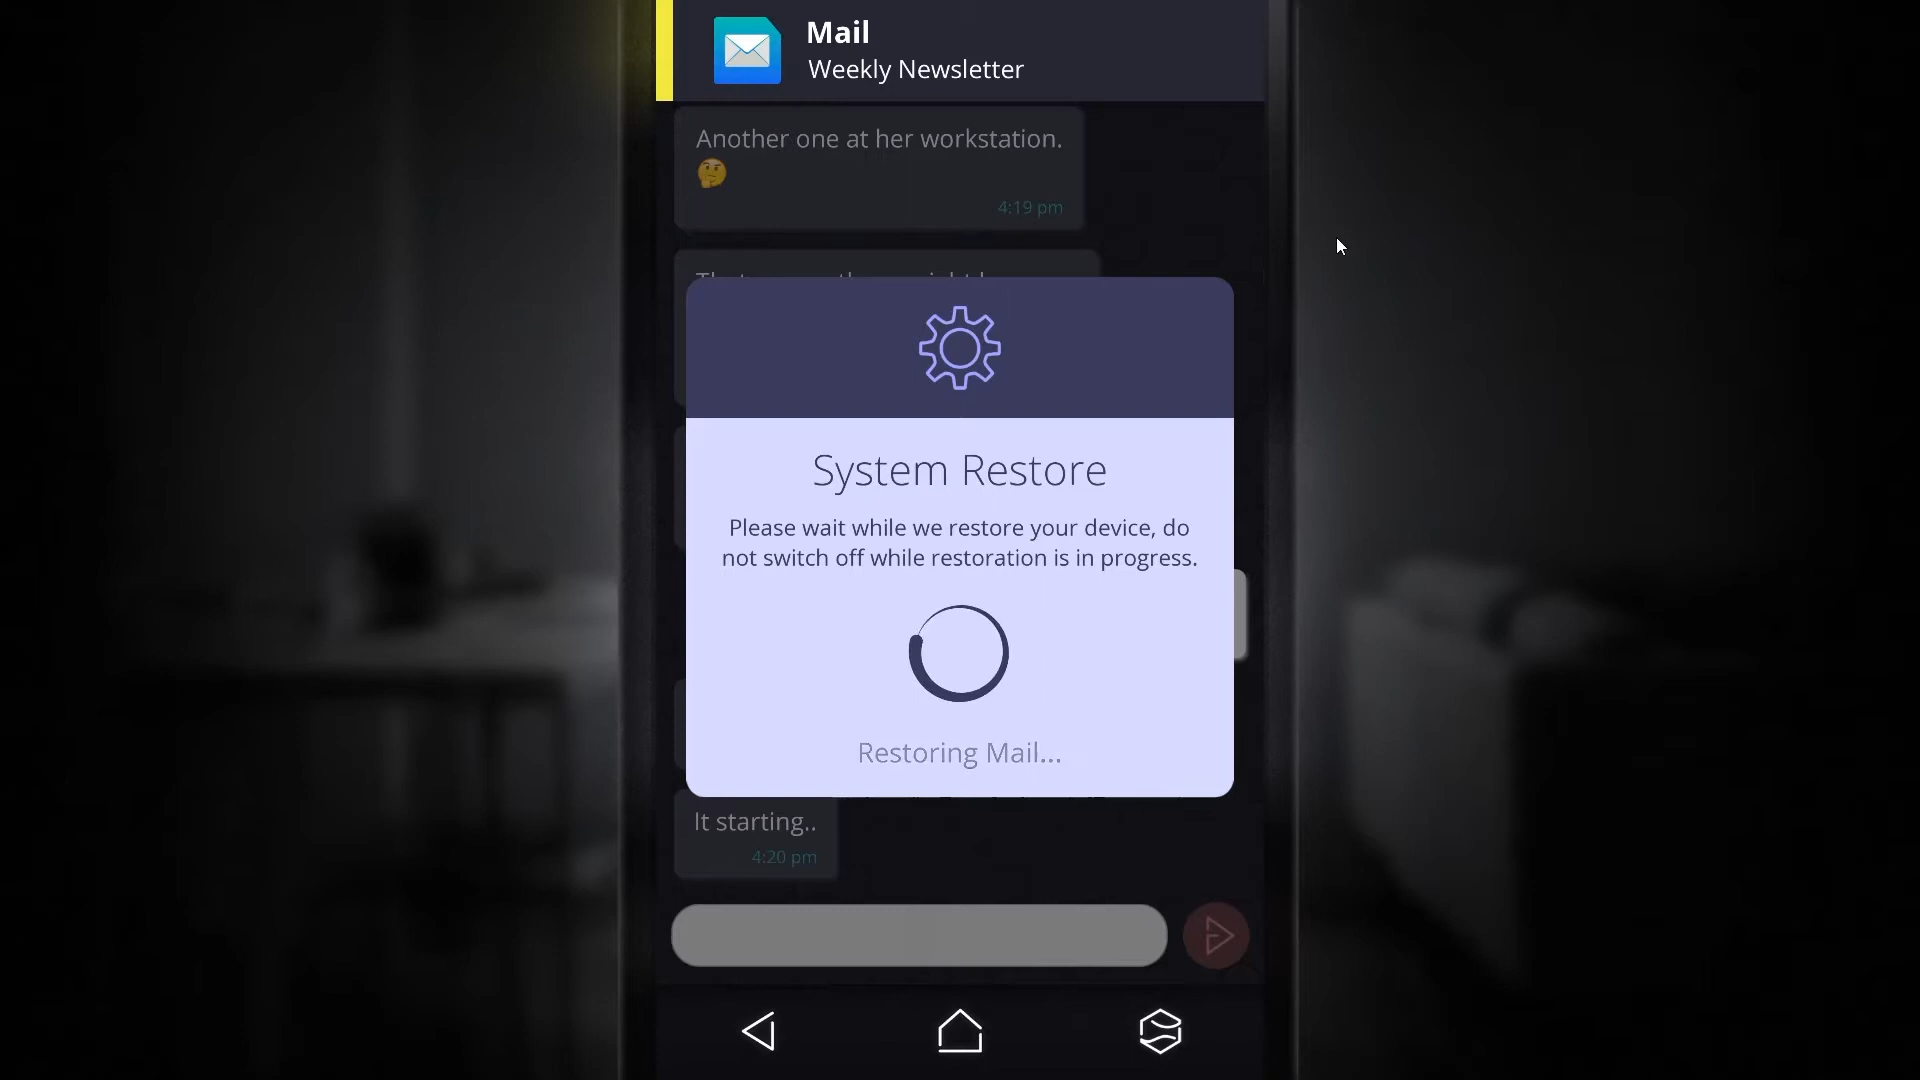 Mail
Weekly Newsletter
Another one at her workstation.
🤔
4:19 pm
System Restore
Please wait while we restore your device, do
not switch off while restoration is in progress.
Restoring Mail...
It starting..
4:20 pm